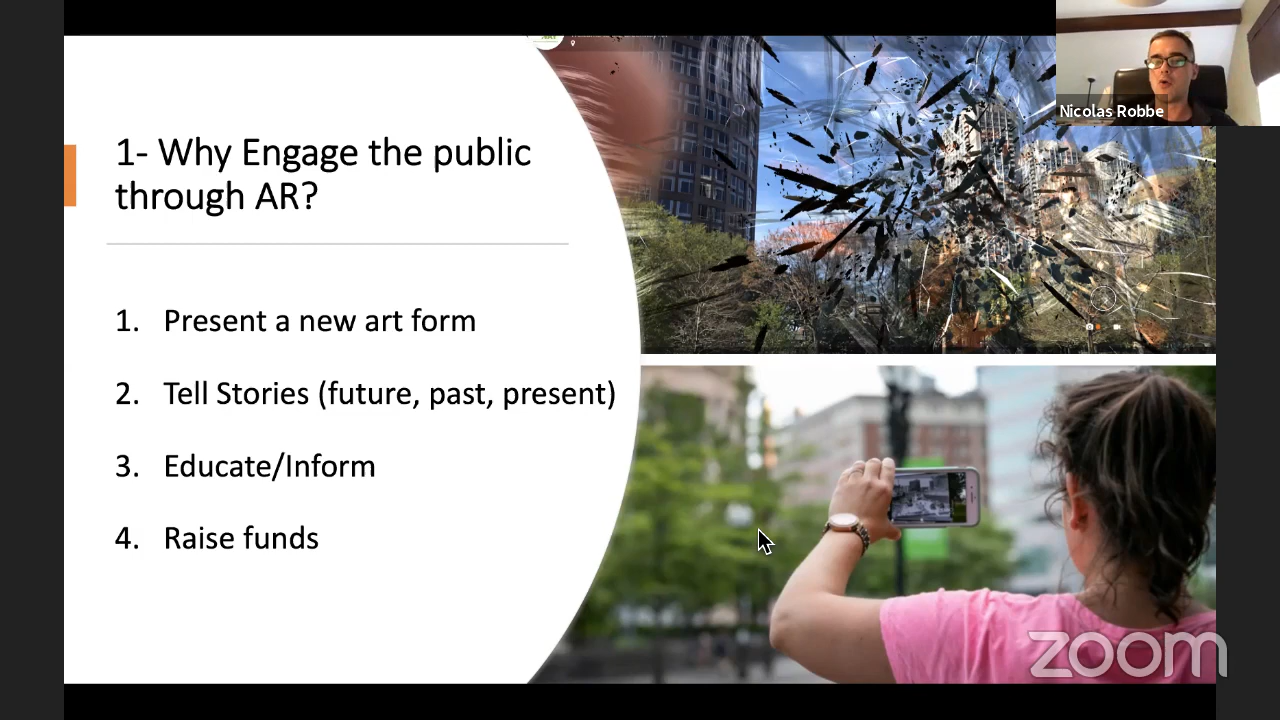 Nicolas Robbe
1- Why Engage the public
through AR?
1. Present a new art form
2. Tell Stories (future, past, present)
3. Educate/Inform
4. Raise funds
zoom